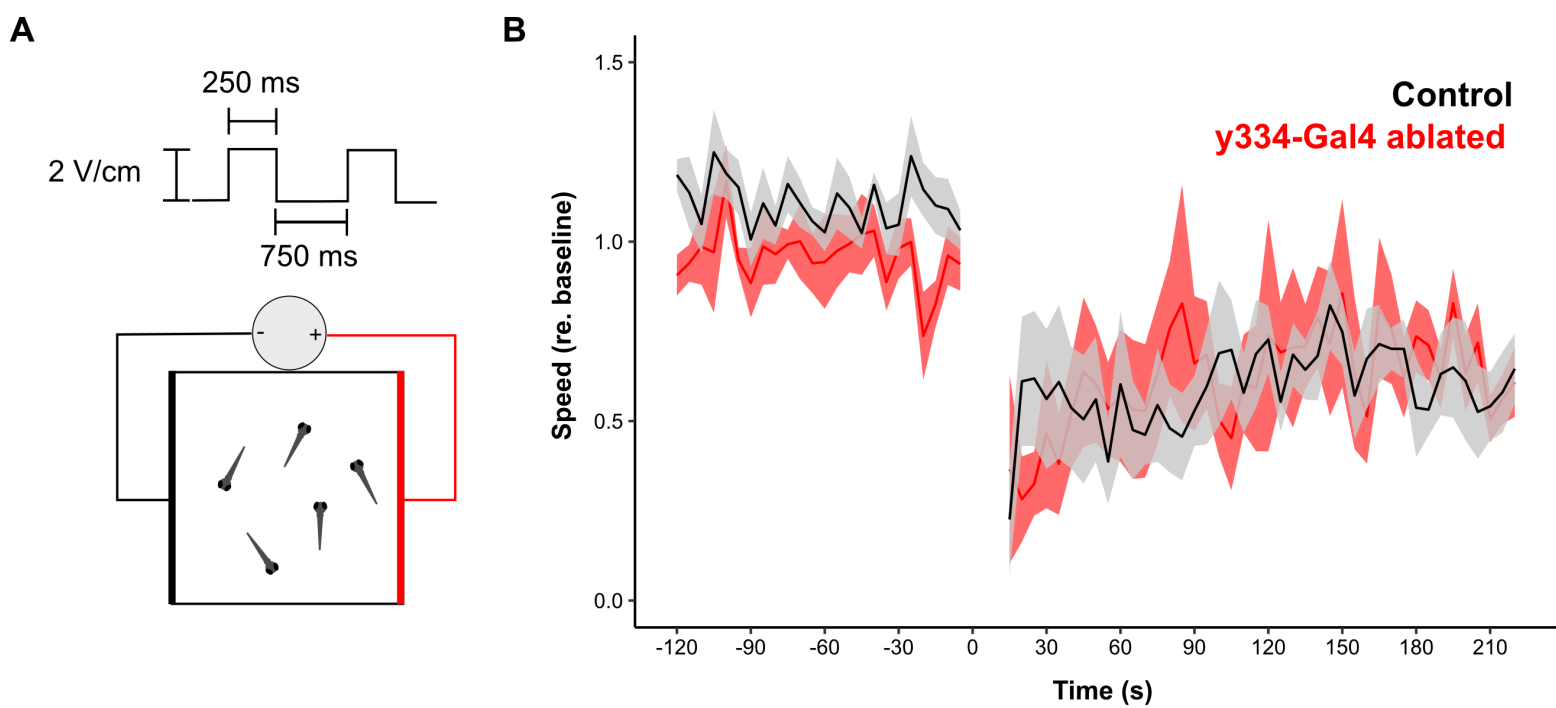 A
250 ms
2 V/cm
750 ms
- +
B
Control
y334-Gal4 ablated
Speed (re. baseline)
1.5
1.0
0.5
0.0
-120 -90 -60 -30 0 30 60 90 120 150 180 210
Time (s)